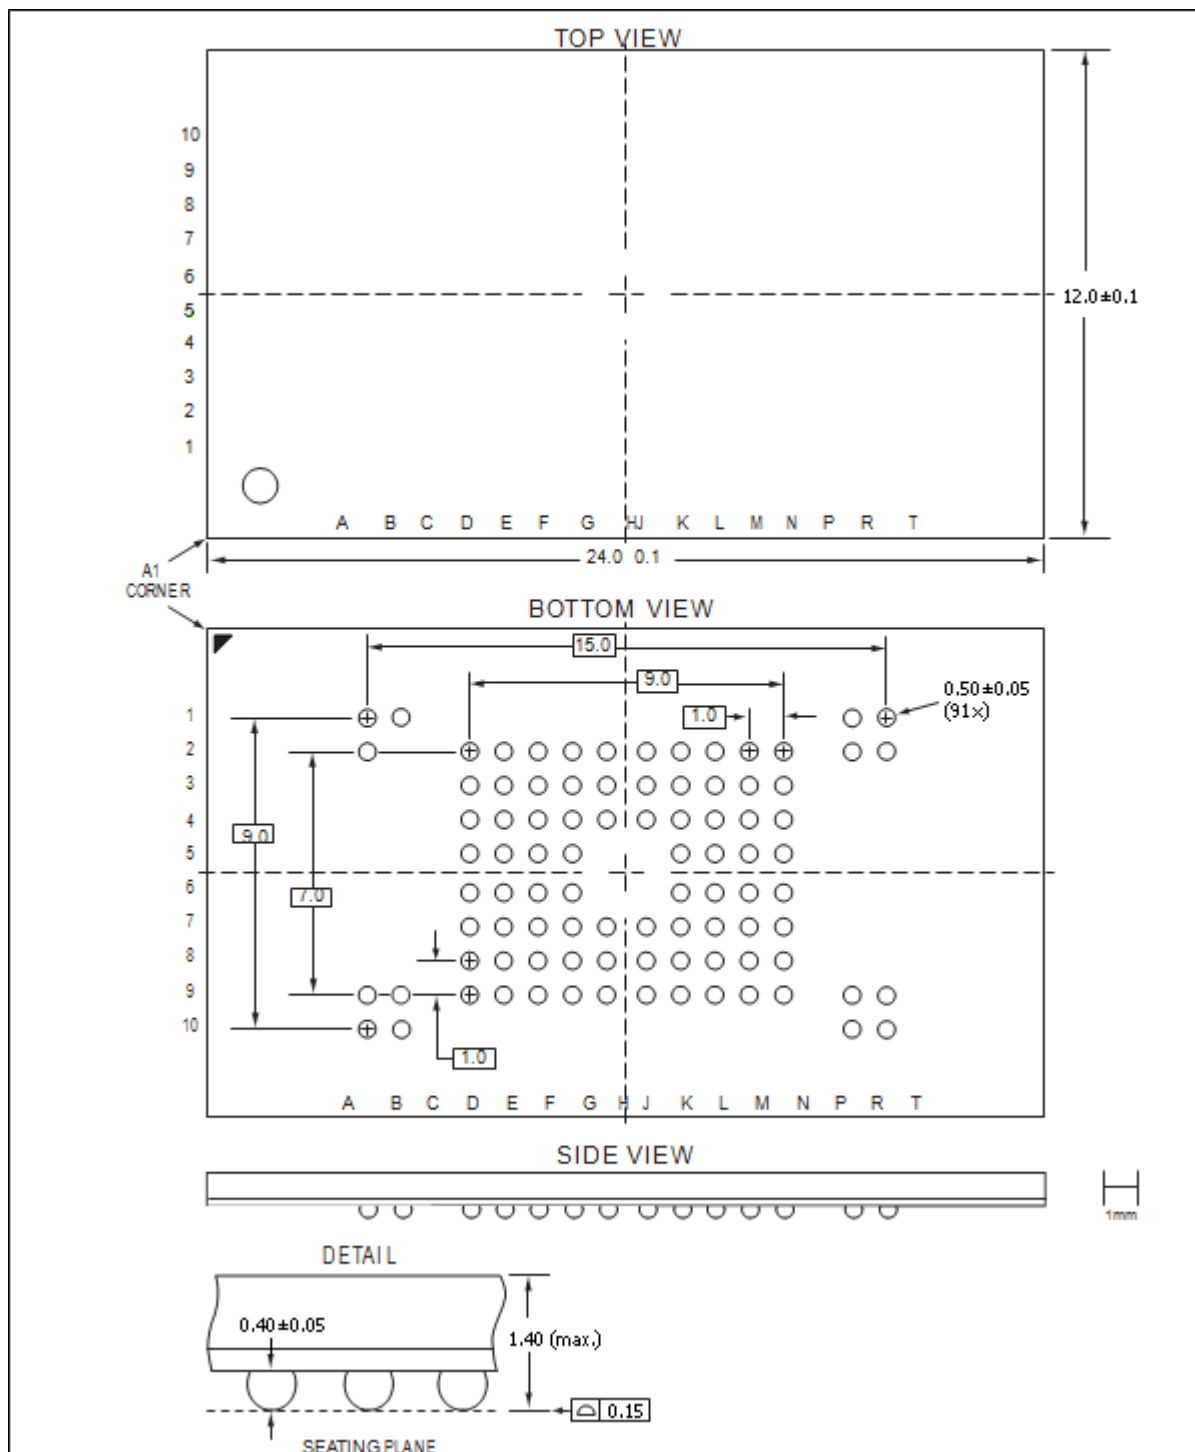 TOP VIEW
10
9
8
7
6
5
4
3
2
1
12.0±0.1
A B C D E F G HJ K L M N P R T
24.0 0.1
A1
CORNER
BOTTOM VIEW
15.0
9.0
1.0
0.50±0.05
(91x)
1
2
3
4
5
6
7
8
9
10
9.0
7.0
1.0
A B C D E F G H J K L M N P R T
SIDE VIEW
1mm
DETAIL
0.40±0.05
1.40 (max.)
0.15
SEATING PLANE